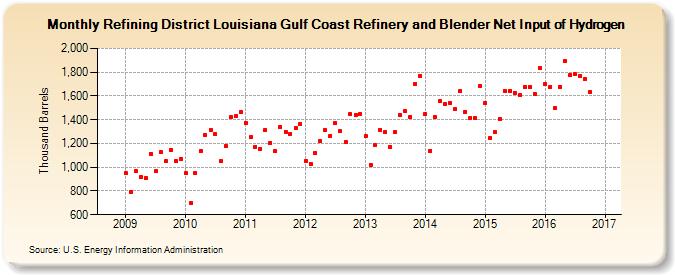 Monthly Refining District Louisiana Gulf Coast Refinery and Blender Net Input of Hydrogen
Thousand Barrels
2,000
1,800
1,600
1,400
1,200
1,000
800
600
2009 2010 2011 2012 2013 2014 2015 2016 2017
Source: U.S. Energy Information Administration